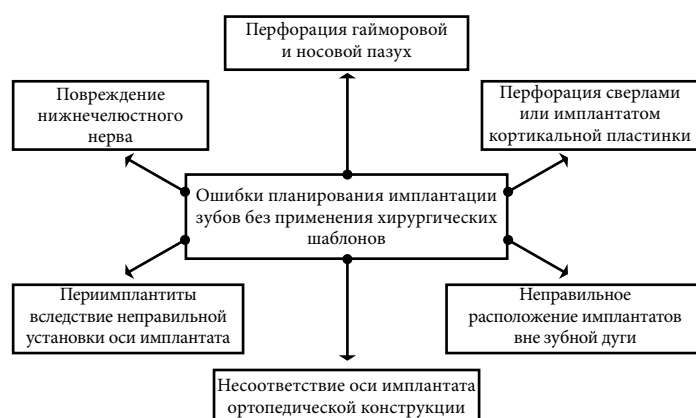 Перфорация гайморовой
и носовой пазух
Повреждение
нижнечелюстного
нерва
Перфорация сверлами
или имплантатом
кортикальной пластинки
Ошибки планирования имплантации
зубов без применения хирургических
шаблонов
Периимплантиты
вследствие неправильной
установки оси имплантата
Неправильное
расположение имплантатов
вне зубной дуги
Несоответствие оси имплантата
ортопедической конструкции